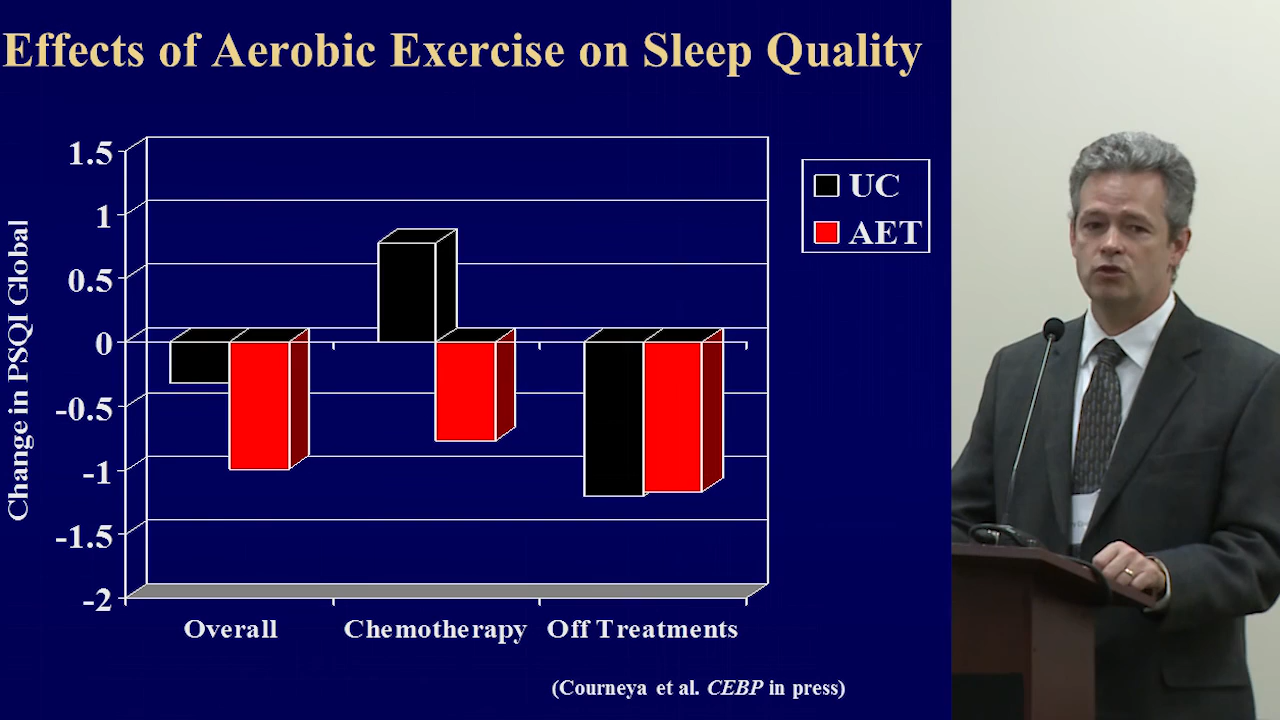 Effects of Aerobic Exercise on Sleep Quality
Change in PSQI Global
1.5
1
0.5
0
-0.5
-1
-1.5
-2
UC
AET
Overall
Chemotherapy
Off Treatments
(Courneya et al. CEBP in press)